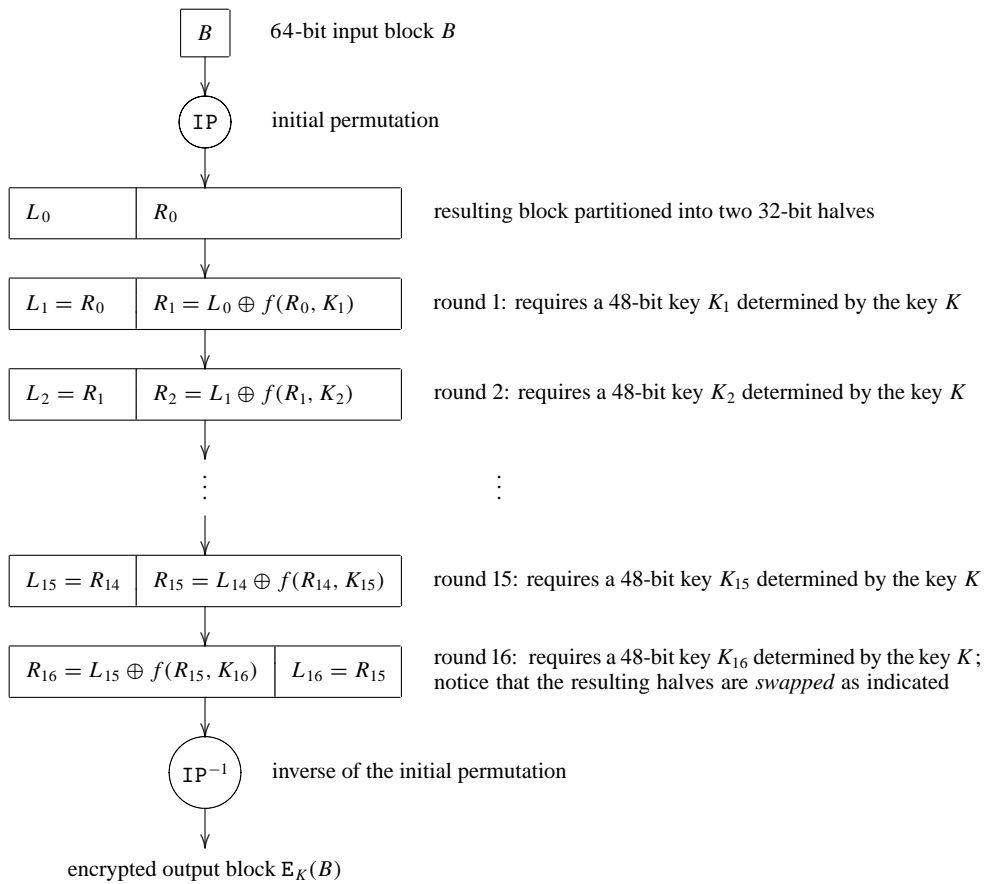 B 64-bit input block B
IP initial permutation
L₀ R₀ resulting block partitioned into two 32-bit halves
L₁ = R₀ R₁ = L₀ ⊕ f(R₀, K₁) round 1: requires a 48-bit key K₁ determined by the key K
L₂ = R₁ R₂ = L₁ ⊕ f(R₁, K₂) round 2: requires a 48-bit key K₂ determined by the key K
⋮ ⋮
L₁₅ = R₁₄ R₁₅ = L₁₄ ⊕ f(R₁₄, K₁₅) round 15: requires a 48-bit key K₁₅ determined by the key K
R₁₆ = L₁₅ ⊕ f(R₁₅, K₁₆) L₁₆ = R₁₅ round 16: requires a 48-bit key K₁₆ determined by the key K;
notice that the resulting halves are swapped as indicated
IP⁻¹ inverse of the initial permutation
encrypted output block E_K(B)